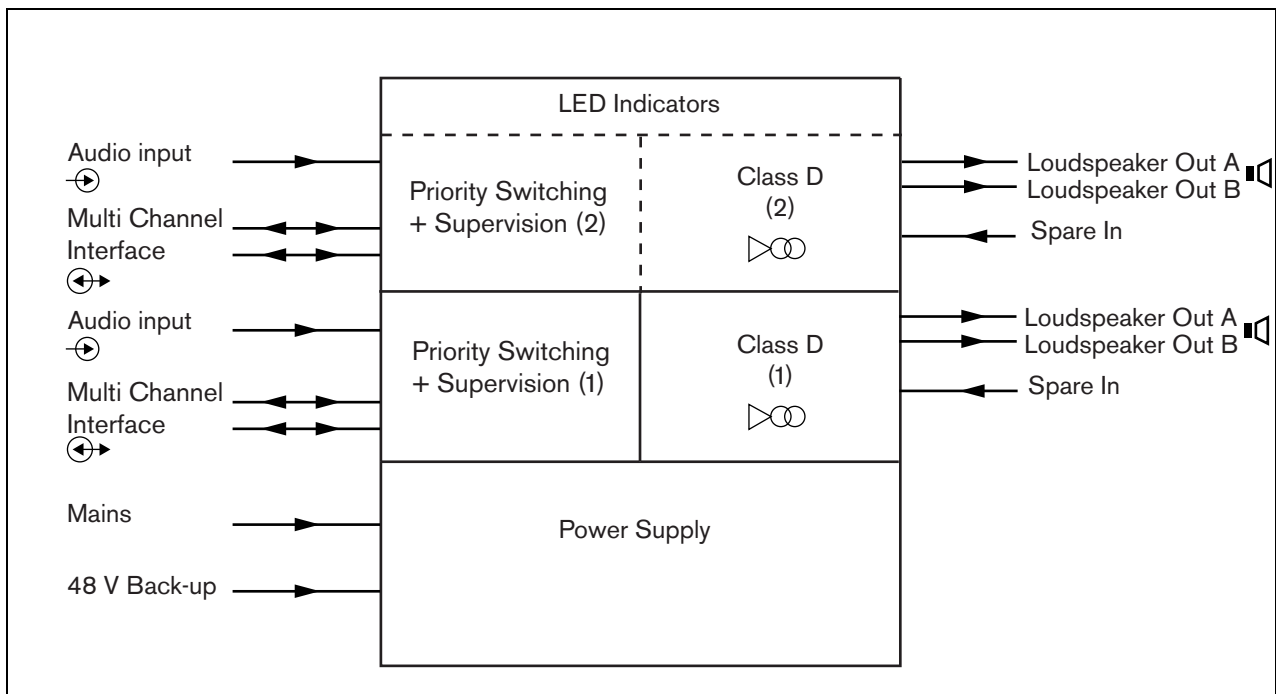 LED Indicators
Audio input
Multi Channel
Interface
Priority Switching
+ Supervision (2)
Class D
(2)
Loudspeaker Out A
Loudspeaker Out B
Spare In
Audio input
Multi Channel
Interface
Priority Switching
+ Supervision (1)
Class D
(1)
Loudspeaker Out A
Loudspeaker Out B
Spare In
Mains
48 V Back-up
Power Supply